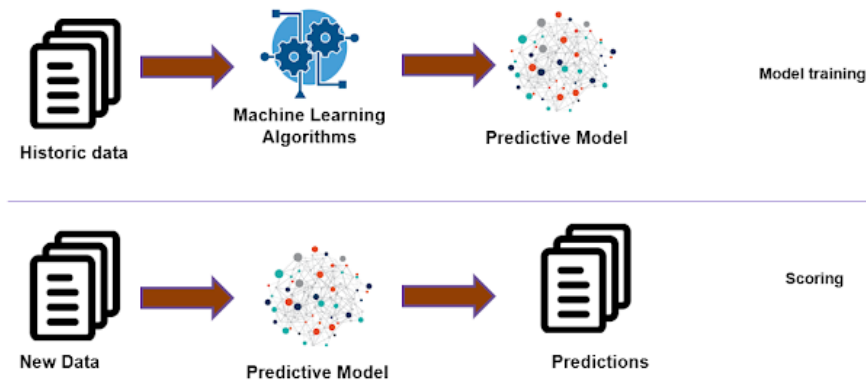 Historic data
Machine Learning
Algorithms
Predictive Model
Model training
New Data
Predictive Model
Predictions
Scoring